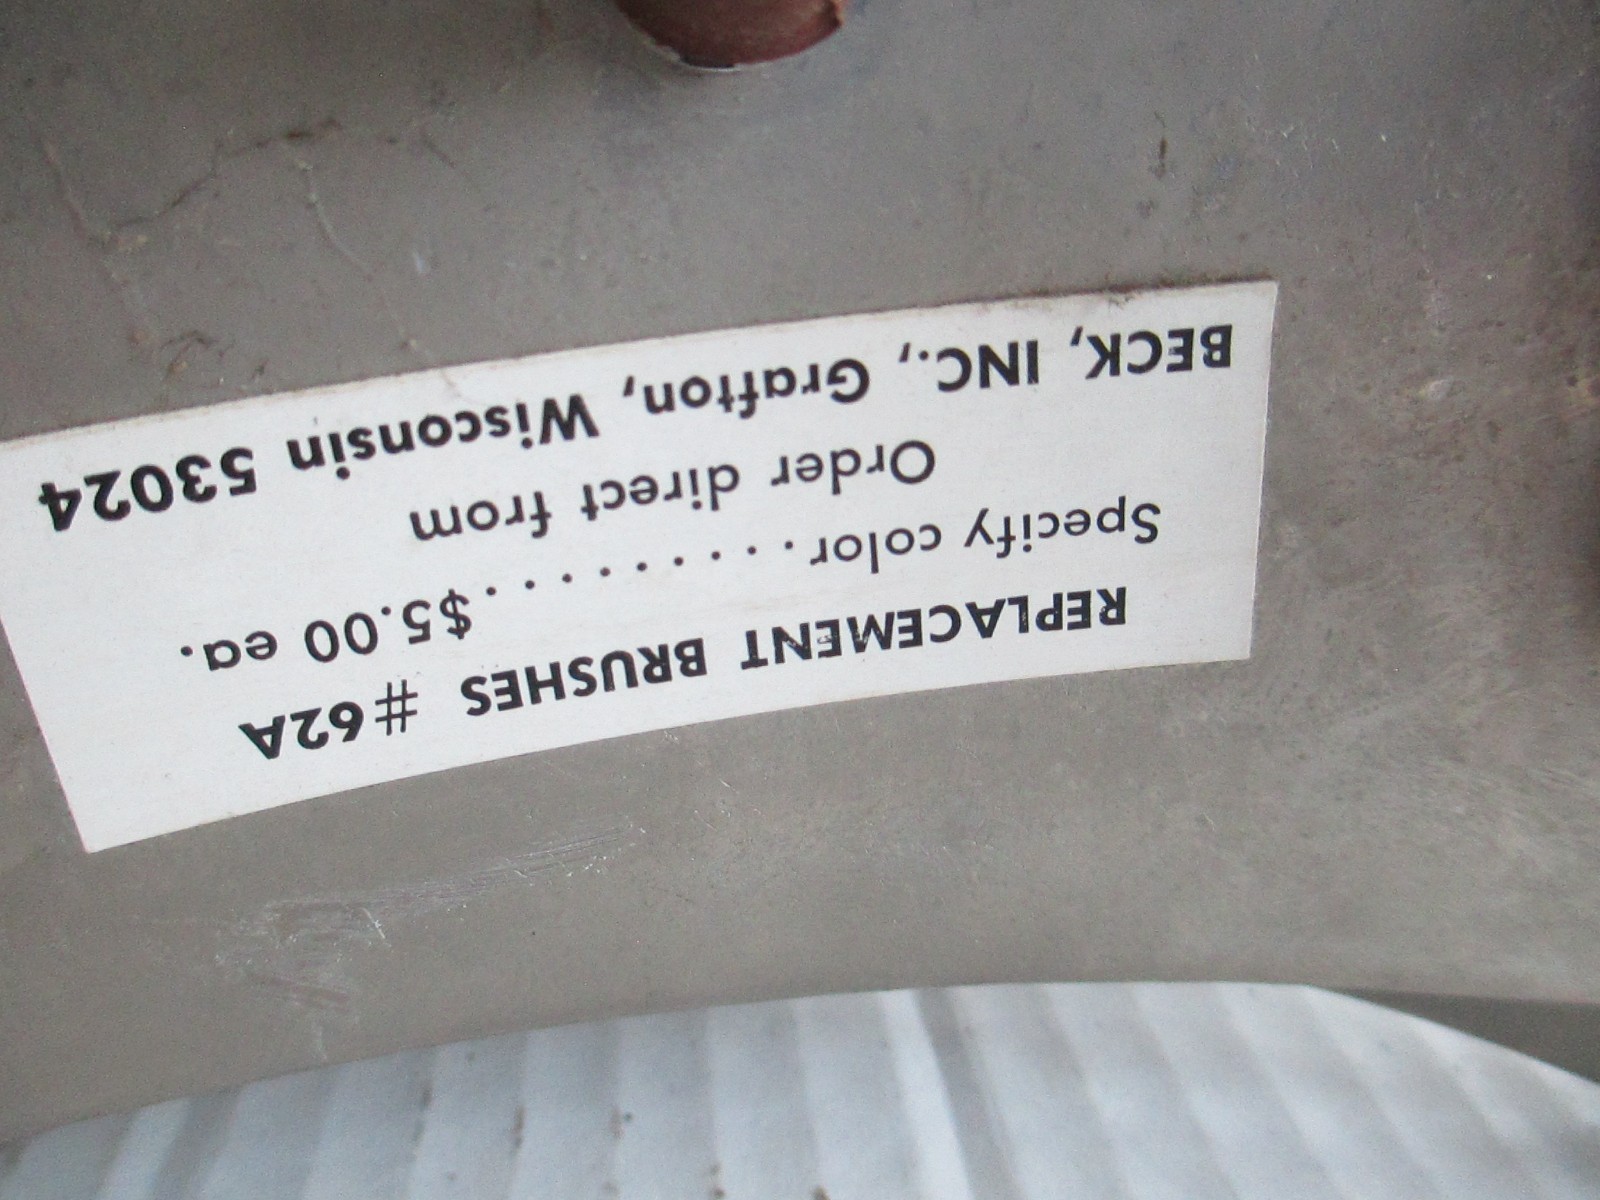 REPLACEMENT BRUSHES #62A
Specify color..........$5.00 ea.
Order direct from
BECK, INC., Grafton, Wisconsin 53024